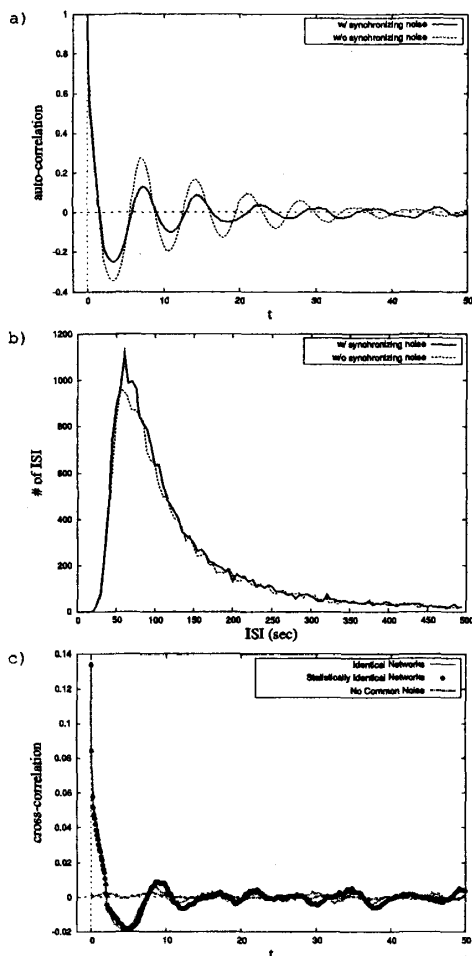 a)
1
0.8
0.6
0.4
0.2
0
-0.2
-0.4
auto-correlation
w/ synchronizing noise
w/o synchronizing noise
0 10 20 30 40 50
t
b)
1200
1000
800
600
400
200
0
# of ISI
w/ synchronizing noise
w/o synchronizing noise
0 50 100 150 200 250 300 350 400 450 500
ISI (sec)
c)
0.14
0.12
0.1
0.08
0.06
0.04
0.02
0
-0.02
cross-correlation
Identical Networks
Statistically Identical Networks
No Common Noise
0 10 20 30 40 50
t